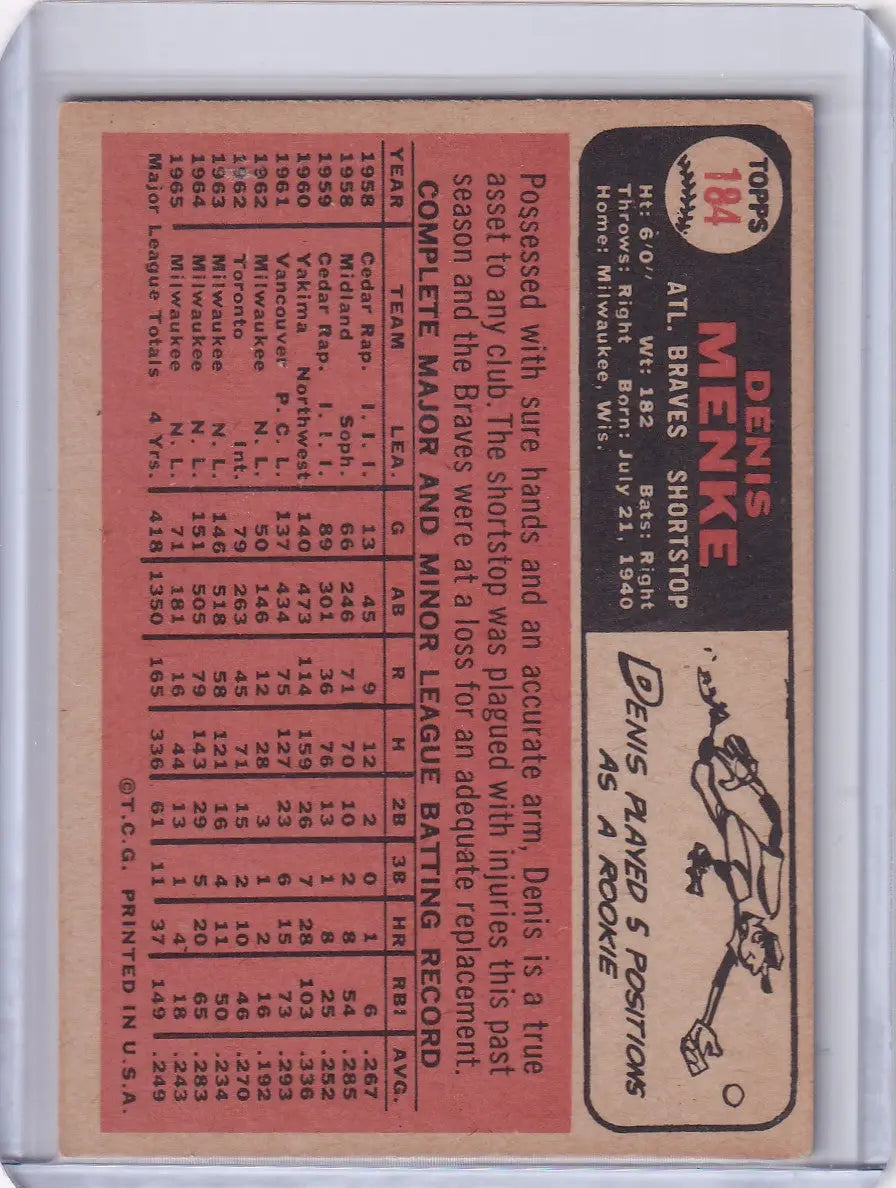 TOPPS
184
DENIS
MENKE
ATL. BRAVES SHORTSTOP
Ht: 6'0" Wt: 182 Bats: Right
Throws: Right Born: July 21, 1940
Home: Milwaukee, Wis.
DENIS PLAYED 5 POSITIONS
AS A ROOKIE
Possessed with sure hands and an accurate arm, Denis is a true
asset to any club. The shortstop was plagued with injuries this past
season and the Braves were at a loss for an adequate replacement.
COMPLETE MAJOR AND MINOR LEAGUE BATTING RECORD
YEAR TEAM LEA. G AB R H 2B 3B HR RBI AVG.
1958 Cedar Rap. I. I. I. 13 45 9 12 2 0 1 6 .267
1958 Midland Soph. 66 246 71 70 10 2 8 54 .285
1959 Cedar Rap. I. I. I. 89 301 36 76 13 1 8 25 .252
1960 Yakima Northwest 140 473 114 159 26 7 28 103 .336
1961 Vancouver P. C. L. 137 434 75 127 23 6 15 73 .293
1962 Milwaukee N. L. 50 146 12 28 3 1 2 16 .192
1962 Toronto Int. 79 263 45 71 15 2 10 46 .270
1963 Milwaukee N. L. 146 518 58 121 16 4 11 50 .234
1964 Milwaukee N. L. 151 505 79 143 29 5 20 65 .283
1965 Milwaukee N. L. 71 181 16 44 13 1 4 18 .243
Major League Totals 4 Yrs. 418 1350 165 336 61 11 37 149 .249
©T.C.G. PRINTED IN U.S.A.